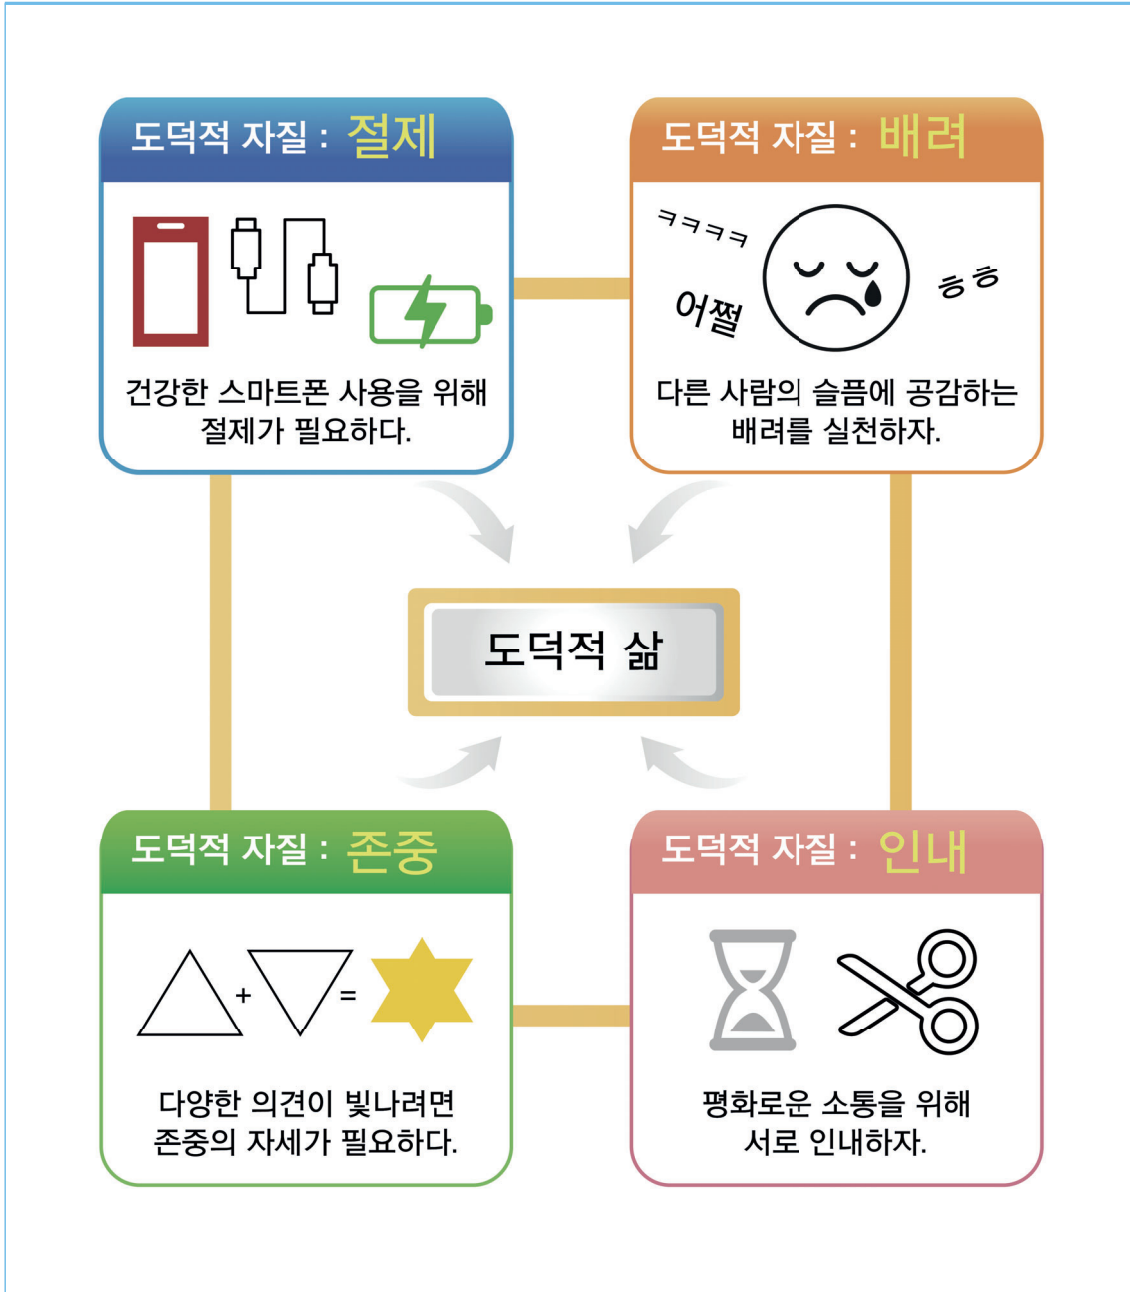 도덕적 자질 : 절제
건강한 스마트폰 사용을 위해
절제가 필요하다.
도덕적 자질 : 배려
ㅋㅋㅋㅋ
어쩔
ㅎㅎ
다른 사람의 슬픔에 공감하는
배려를 실천하자.
도덕적 삶
도덕적 자질 : 존중
+ =
다양한 의견이 빛나려면
존중의 자세가 필요하다.
도덕적 자질 : 인내
평화로운 소통을 위해
서로 인내하자.